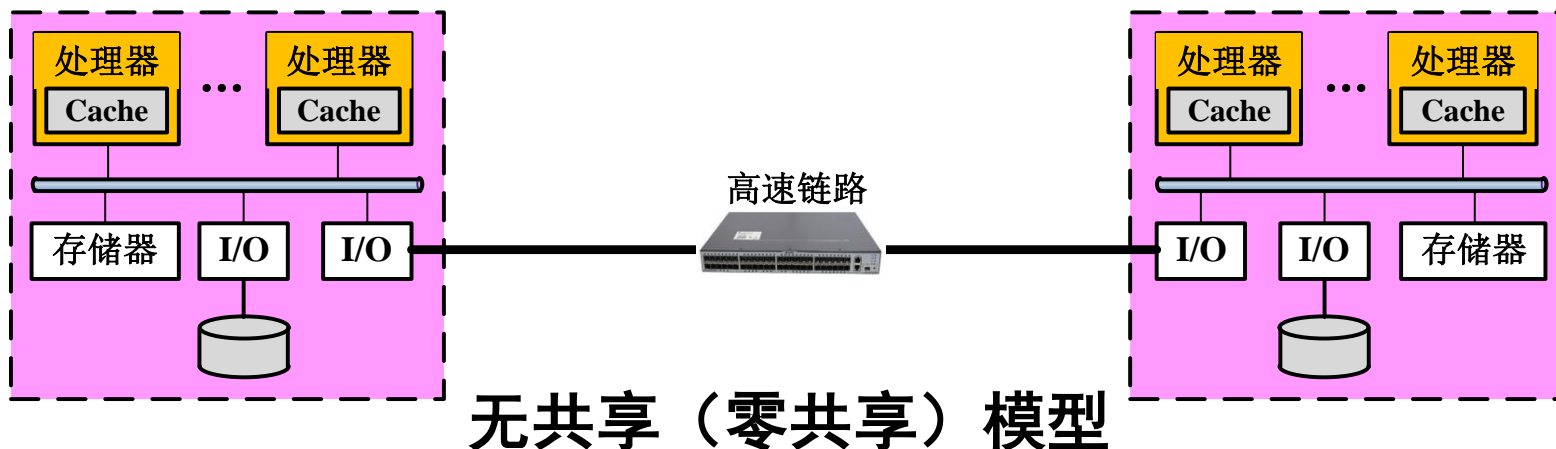 处理器 … 处理器
Cache Cache
存储器 I/O I/O
高速链路
处理器 … 处理器
Cache Cache
I/O I/O 存储器
无共享（零共享）模型